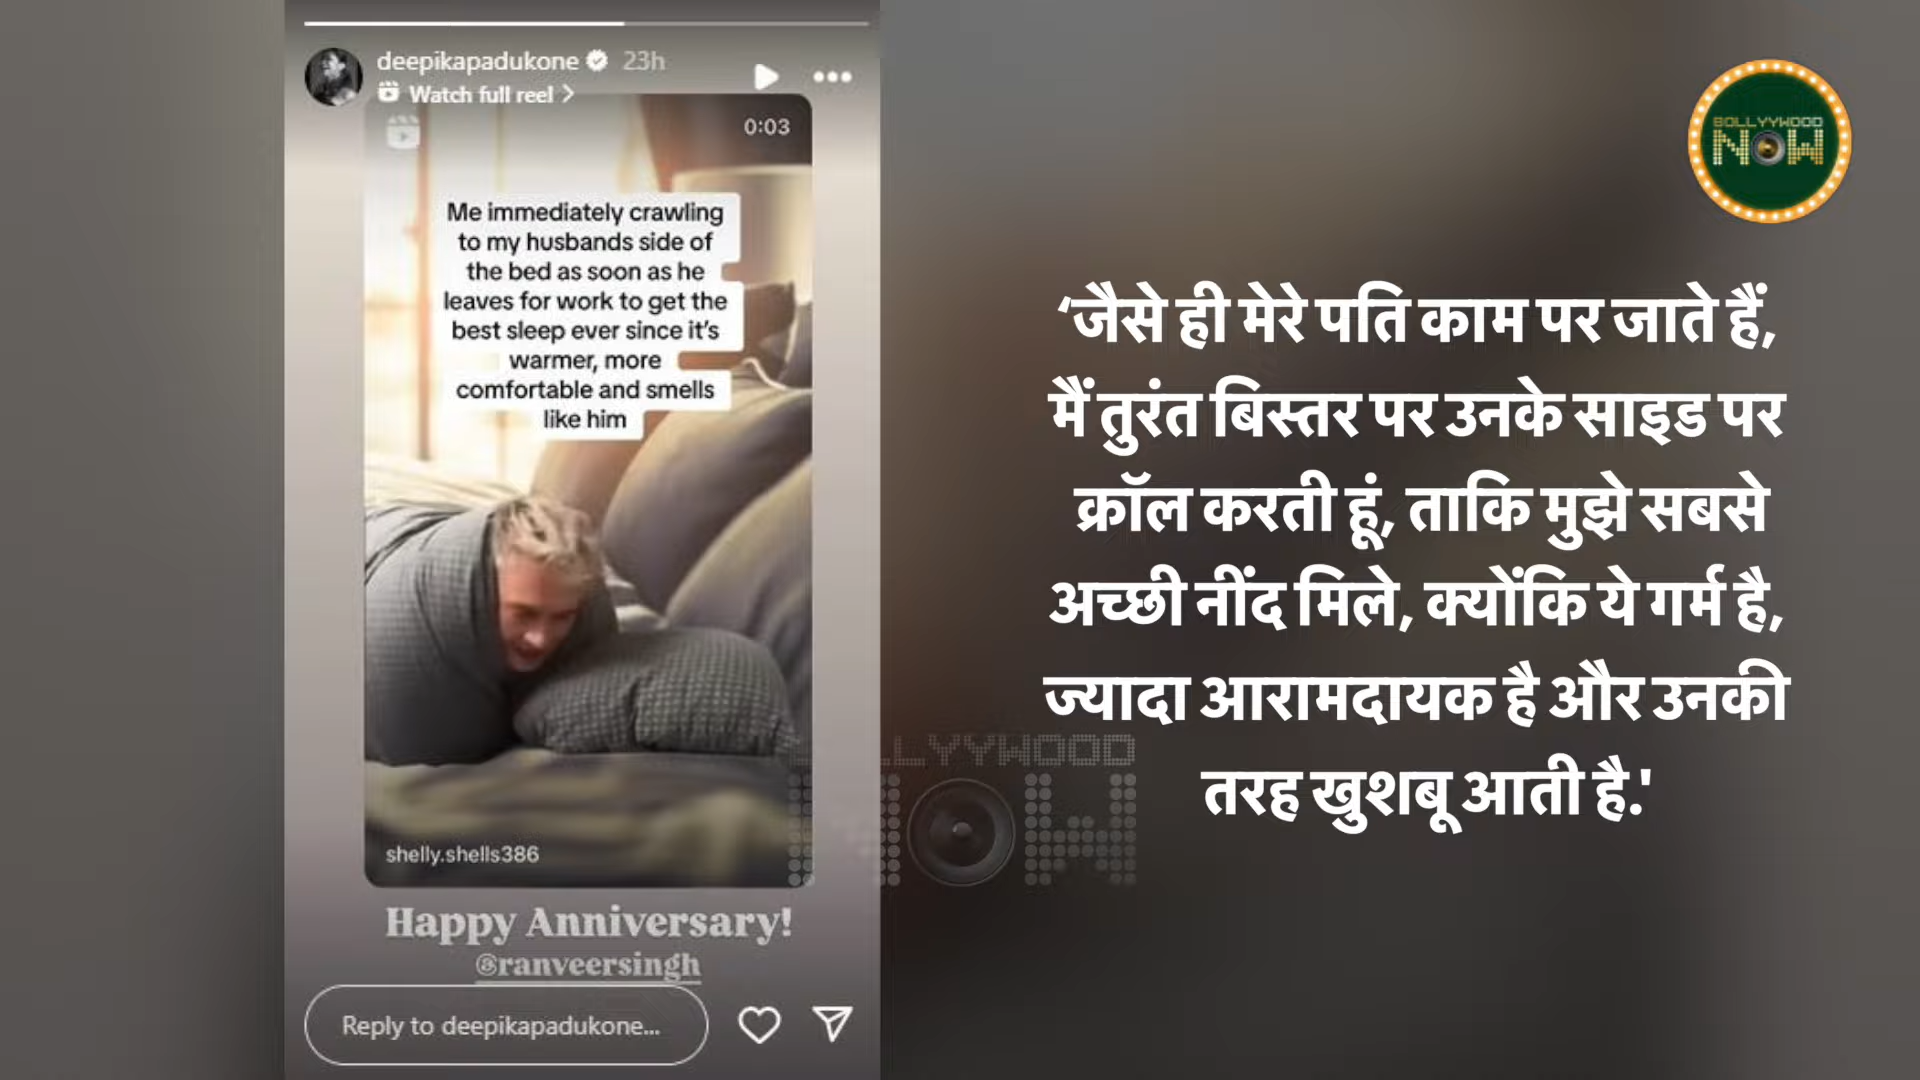 deepikapadukone 23h
Watch full reel >
0:03
Me immediately crawling
to my husbands side of
the bed as soon as he
leaves for work to get the
best sleep ever since it's
warmer, more
comfortable and smells
like him
shelly.shells386
Happy Anniversary!
@ranveersingh
Reply to deepikapadukone...
BOLLYYWOOD
NOW
‘जैसे ही मेरे पति काम पर जाते हैं,
मैं तुरंत बिस्तर पर उनके साइड पर
क्रॉल करती हूं, ताकि मुझे सबसे
अच्छी नींद मिले, क्योंकि ये गर्म है,
ज्यादा आरामदायक है और उनकी
तरह खुशबू आती है.'
LLYYWOOD
NOW